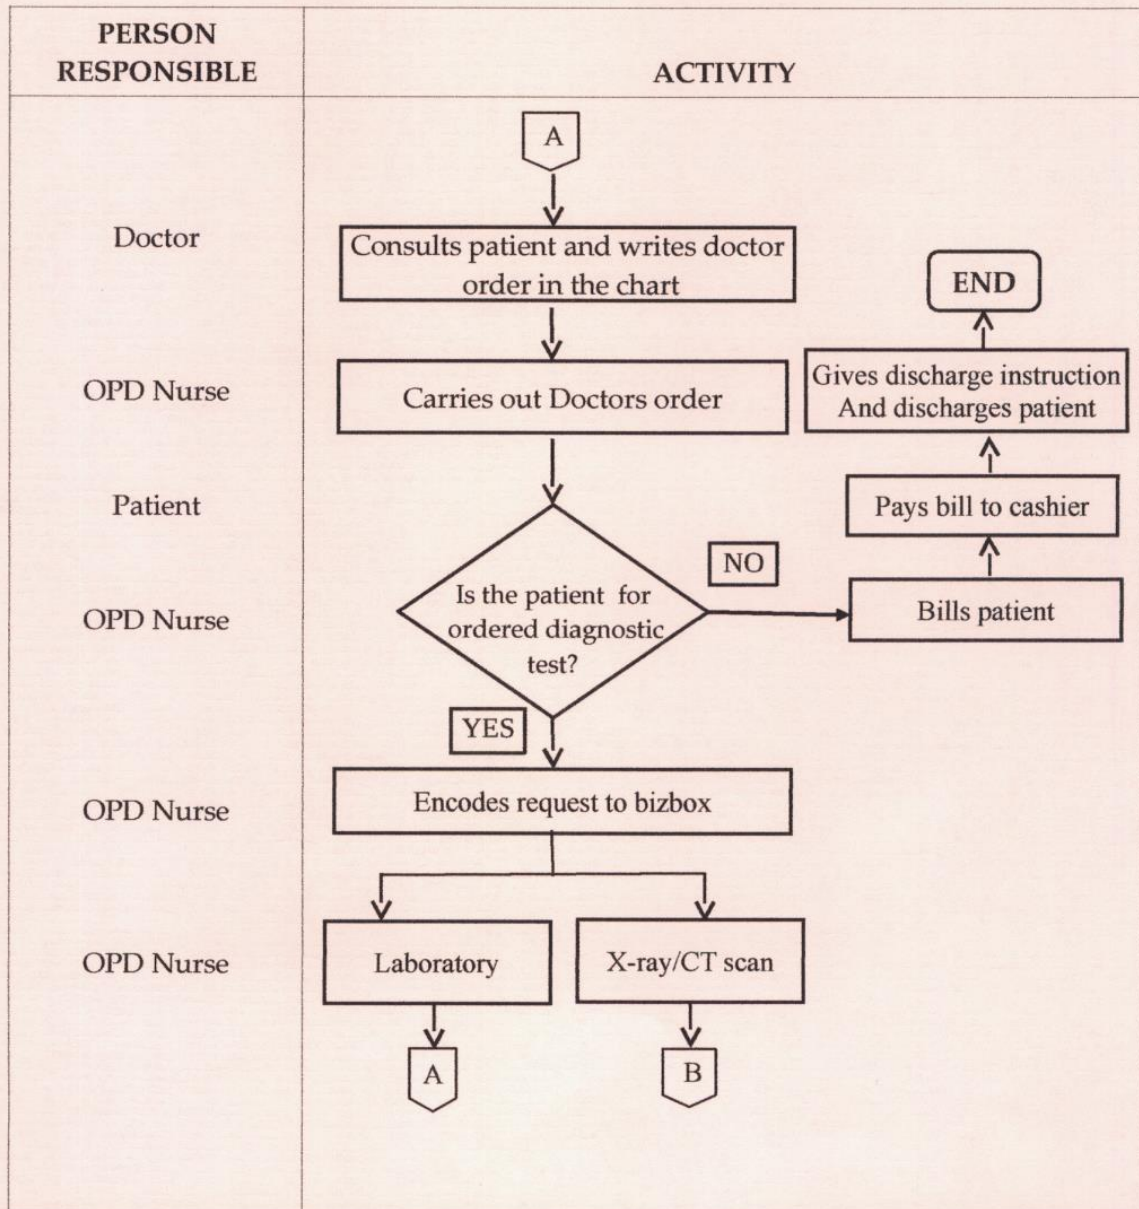 PERSON
RESPONSIBLE
ACTIVITY
A
Doctor
Consults patient and writes doctor
order in the chart
END
OPD Nurse
Carries out Doctors order
Gives discharge instruction
And discharges patient
Patient
Pays bill to cashier
NO
OPD Nurse
Is the patient for
ordered diagnostic
test?
Bills patient
YES
OPD Nurse
Encodes request to bizbox
OPD Nurse
Laboratory
X-ray/CT scan
A
B